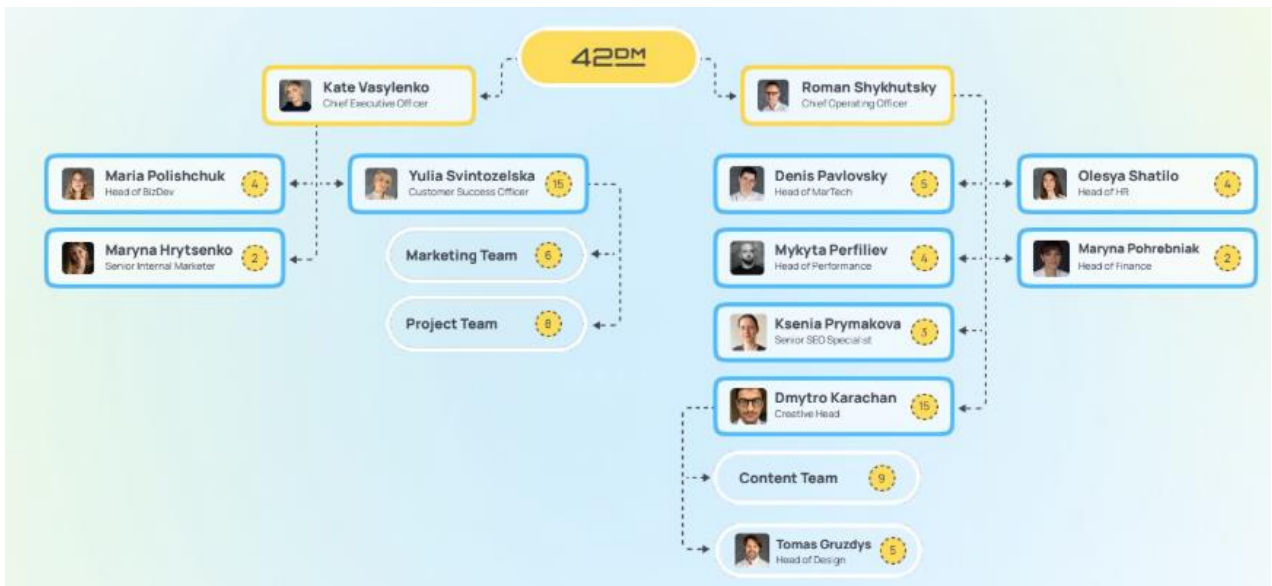 42DM
Kate Vasylenko
Chief Executive Officer
Roman Shykhutsky
Chief Operating Officer
Maria Polishchuk
Head of BizDev
4
Yulia Svintozelska
Customer Success Officer
15
Denis Pavlovsky
Head of MarTech
5
Olesya Shatilo
Head of HR
4
Maryna Hrytsenko
Senior Internal Marketer
2
Marketing Team
6
Mykyta Perfiliev
Head of Performance
4
Maryna Pohrebniak
Head of Finance
2
Project Team
8
Ksenia Prymakova
Senior SEO Specialist
3
Dmytro Karachan
Creative Head
15
Content Team
9
Tomas Gruzdys
Head of Design
5